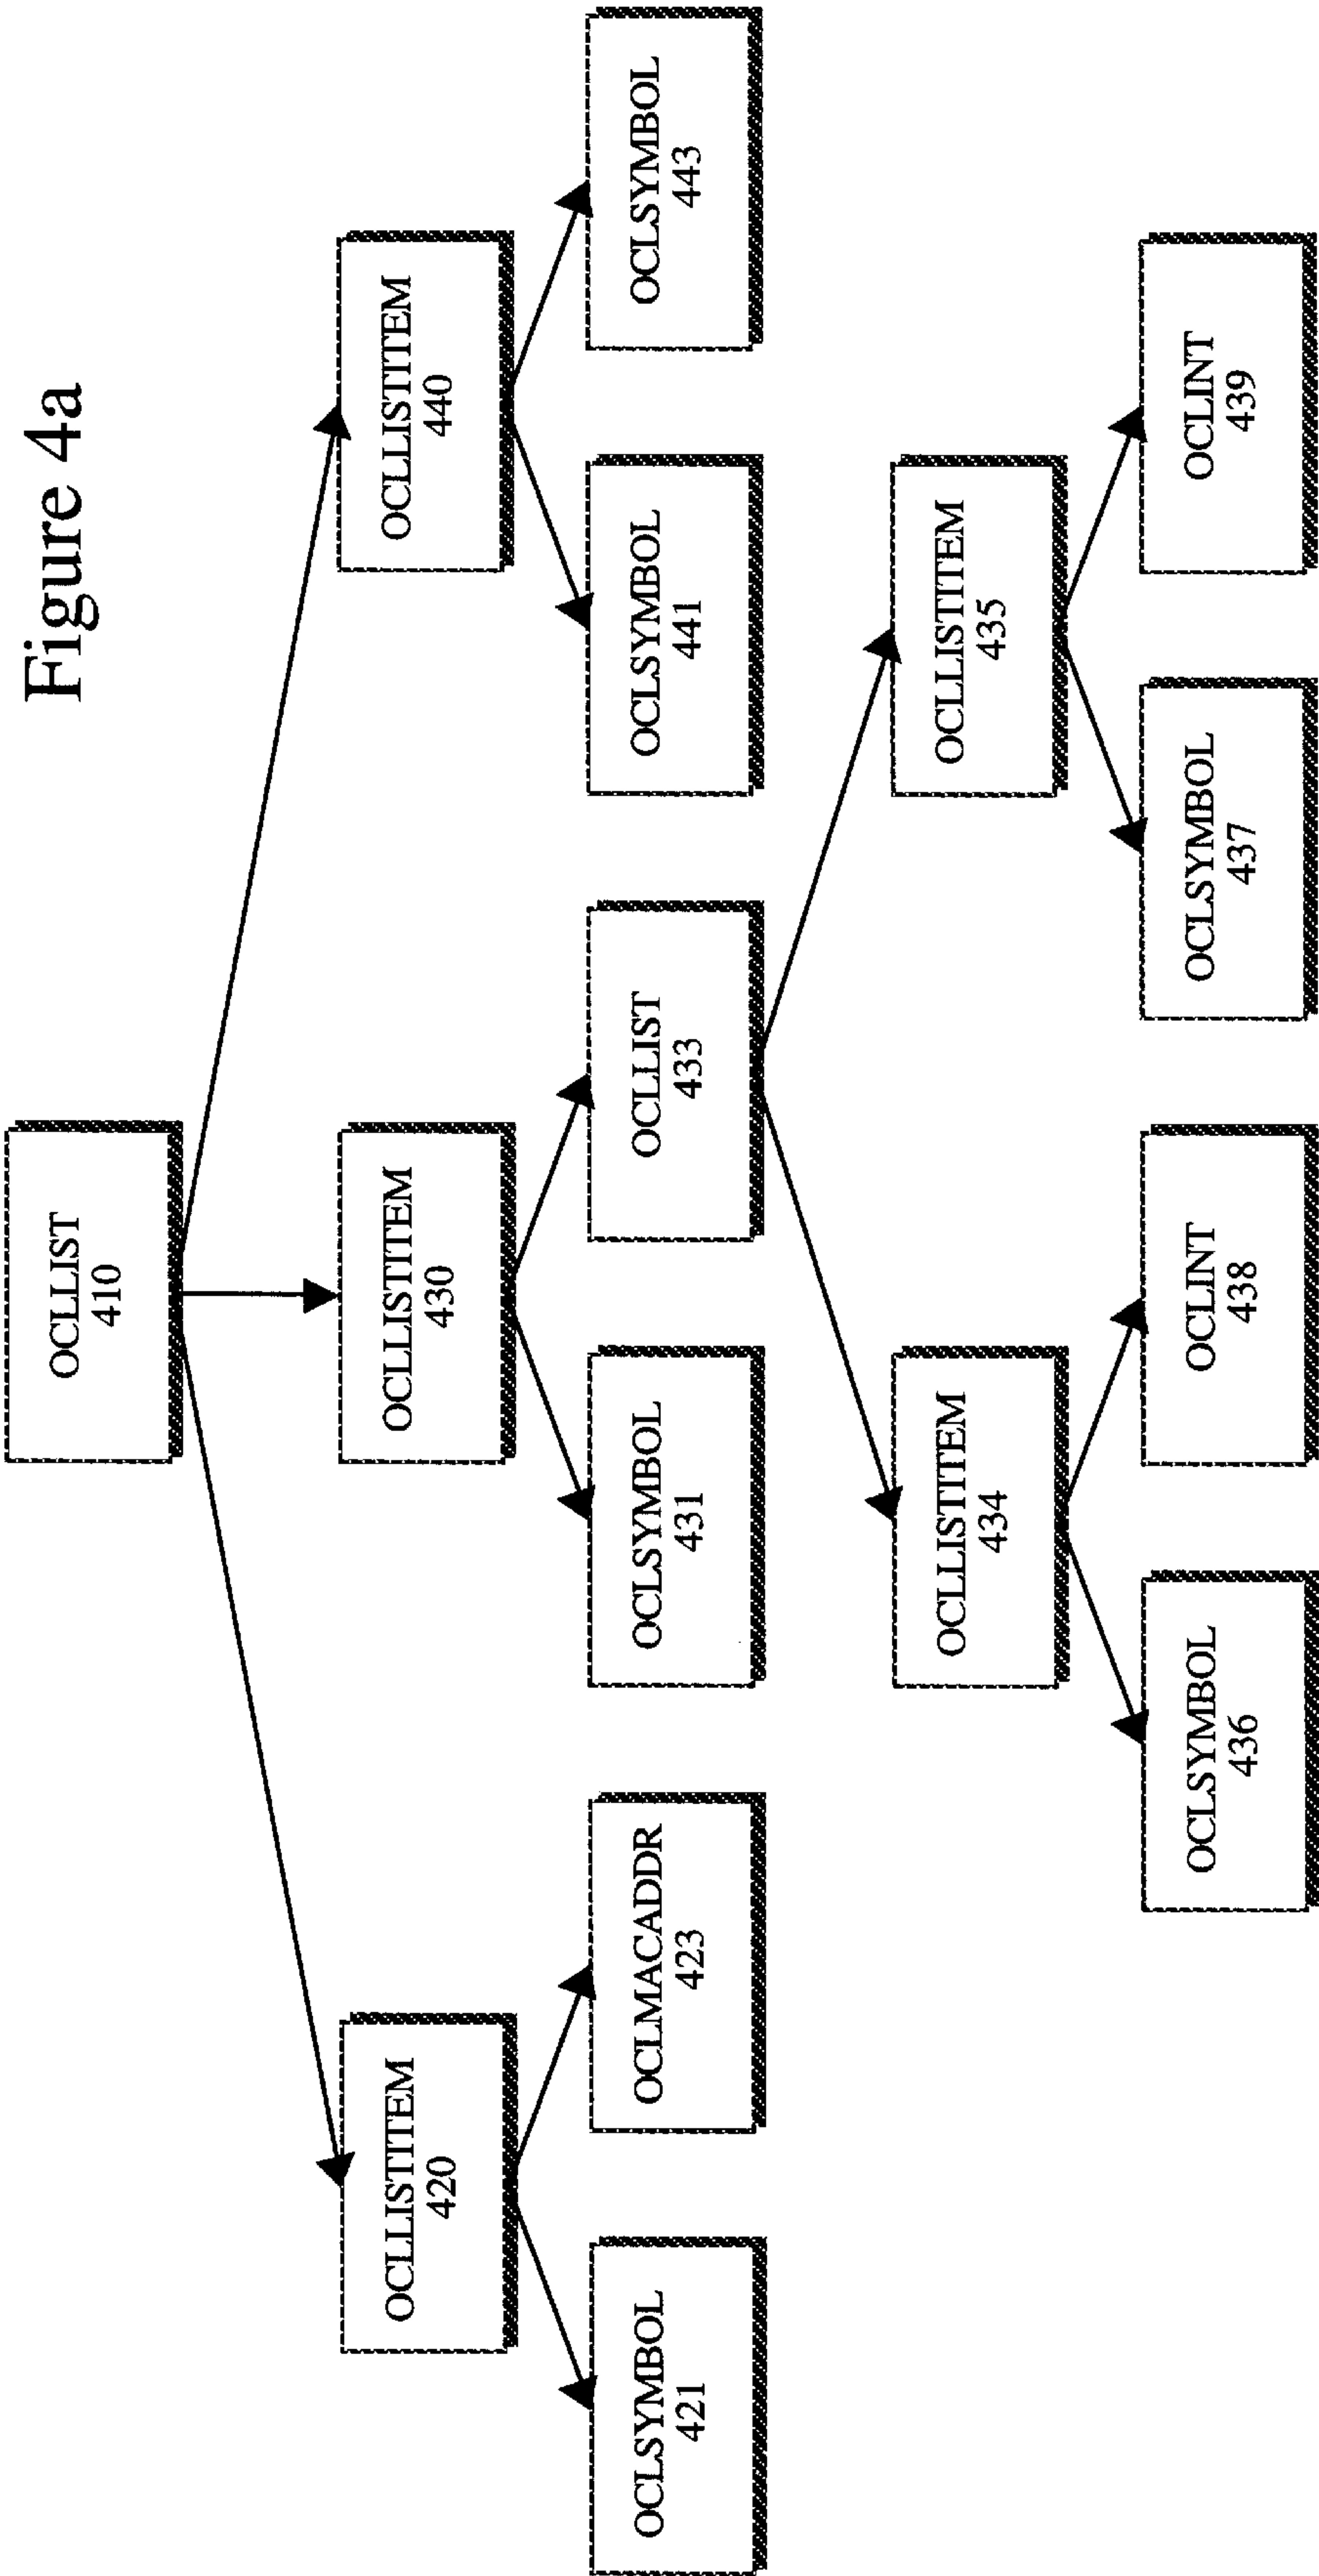 Figure 4a
OCLLIST
410
OCLLISTITEM
420
OCLLISTITEM
430
OCLLISTITEM
440
OCLSYMBOL
421
OCLMACADDR
423
OCLSYMBOL
431
OCLLIST
433
OCLSYMBOL
441
OCLSYMBOL
443
OCLLISTITEM
434
OCLLISTITEM
435
OCLSYMBOL
436
OCLINT
438
OCLSYMBOL
437
OCLINT
439